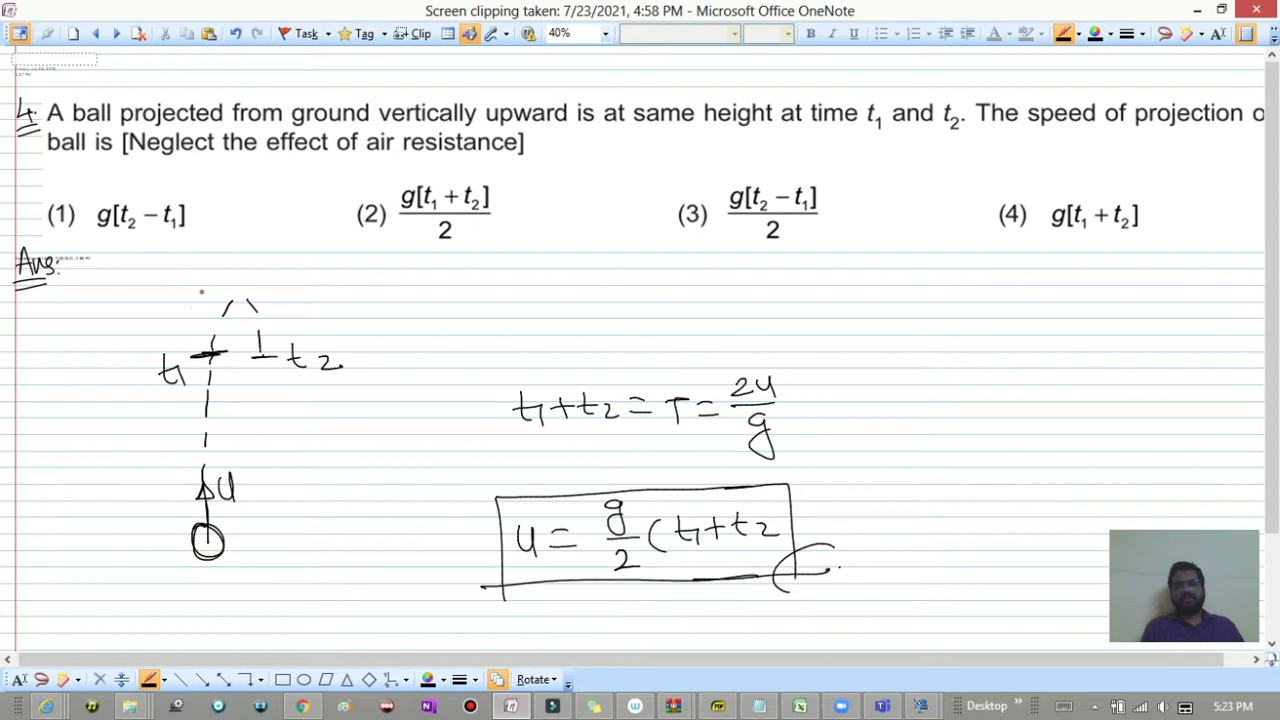 Screen clipping taken: 7/23/2021, 4:58 PM - Microsoft Office OneNote
Task Tag Clip 40% B I U
4. A ball projected from ground vertically upward is at same height at time t₁ and t₂. The speed of projection o
ball is [Neglect the effect of air resistance]
(1) g[t₂ − t₁] (2) g[t₁ + t₂]/2 (3) g[t₂ − t₁]/2 (4) g[t₁ + t₂]
Ans:
t₁ t₂
t₁+t₂ = T = 2u/g
u
u = g/2 (t₁+t₂
Rotate
Desktop » 5:23 PM